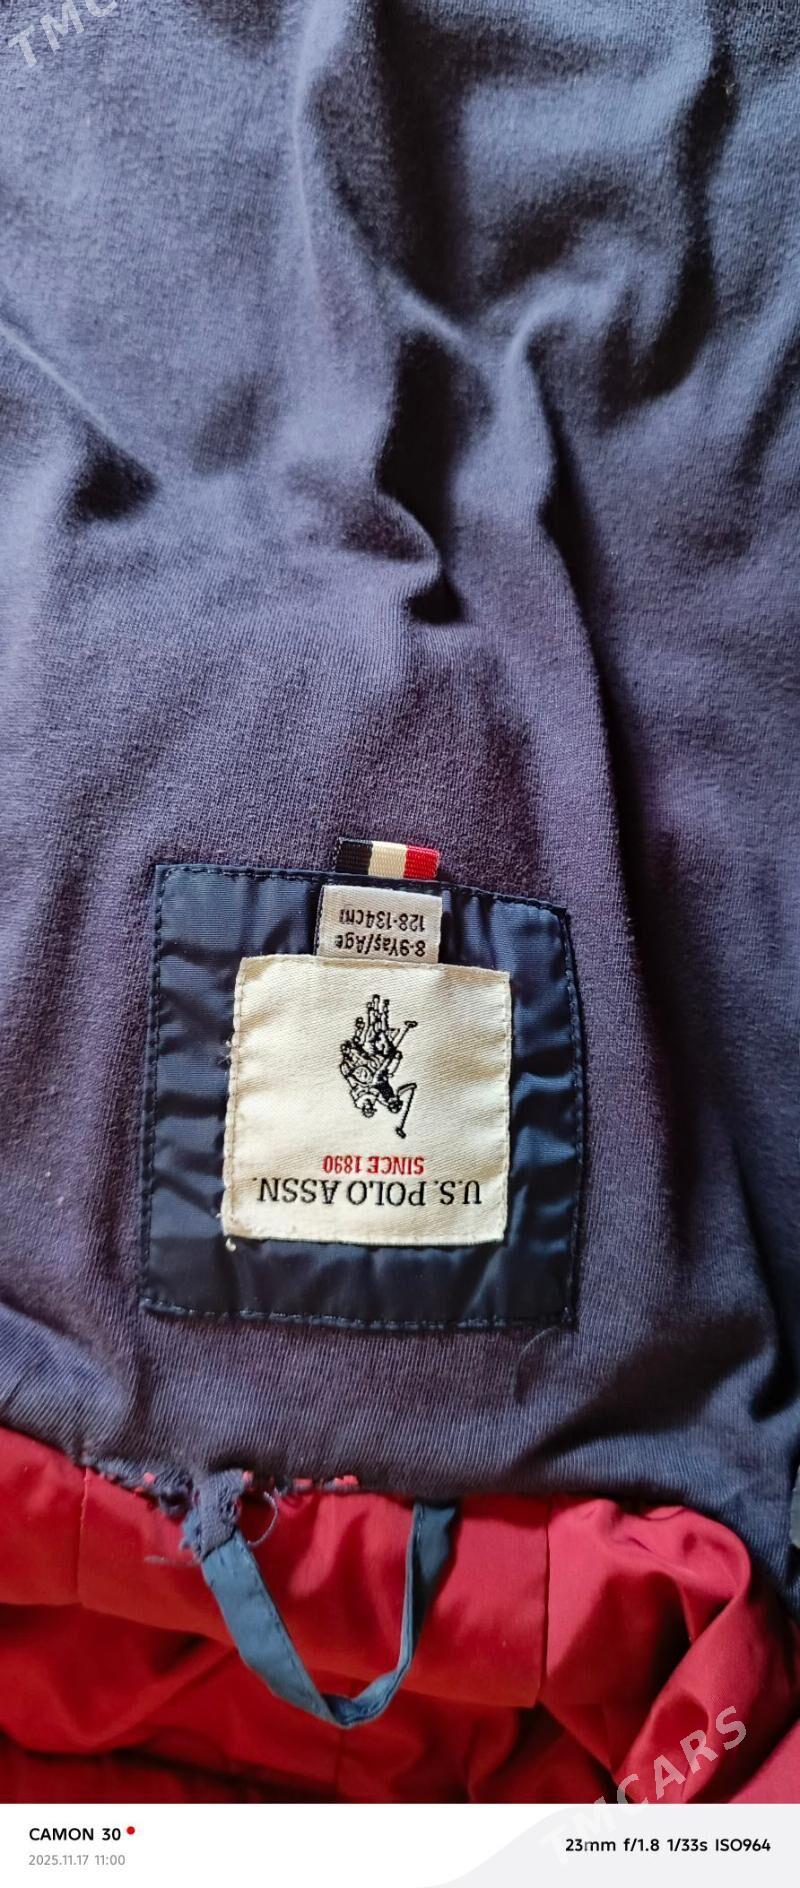 TMC
U.S. POLO ASSN.
SINCE 1890
8-9Yaş/Age
128-134cm
TMCARS
CAMON 30
2025.11.17 11:00
23mm f/1.8 1/33s ISO964